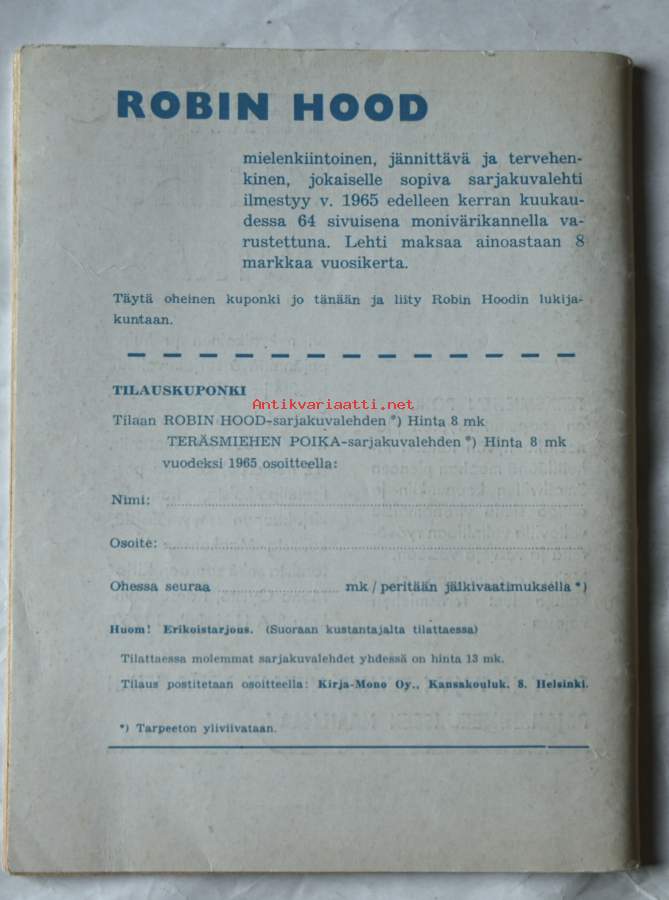 ROBIN HOOD
mielenkiintoinen, jännittävä ja tervehen-
kinen, jokaiselle sopiva sarjakuvalehti
ilmestyy v. 1965 edelleen kerran kuukau-
dessa 64 sivuisena monivärikannella va-
rustettuna. Lehti maksaa ainoastaan 8
markkaa vuosikerta.
Täytä oheinen kuponki jo tänään ja liity Robin Hoodin lukija-
kuntaan.
TILAUSKUPONKI
Antikvariaatti.net
Tilaan ROBIN HOOD-sarjakuvalehden *) Hinta 8 mk
TERÄSMIEHEN POIKA-sarjakuvalehden *) Hinta 8 mk
vuodeksi 1965 osoitteella:
Nimi:
Osoite:
Ohessa seuraa mk / peritään jälkivaatimuksella *)
Huom! Erikoistarjous. (Suoraan kustantajalta tilattaessa)
Tilattaessa molemmat sarjakuvalehdet yhdessä on hinta 13 mk.
Tilaus postitetaan osoitteella: Kirja-Mono Oy., Kansakouluk. 8. Helsinki.
*) Tarpeeton yliviivataan.